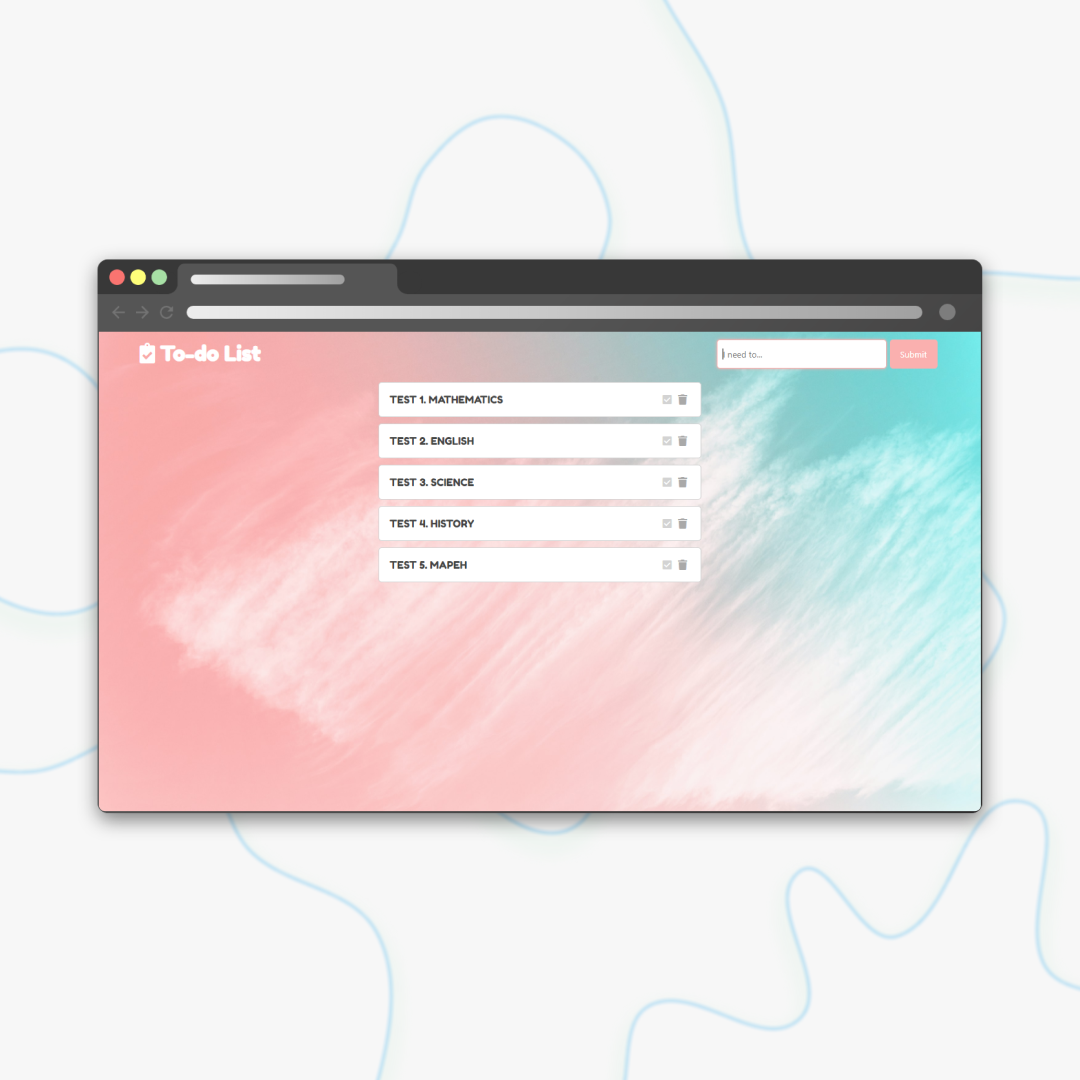 To-do List
I need to...
Submit
TEST 1. MATHEMATICS
TEST 2. ENGLISH
TEST 3. SCIENCE
TEST 4. HISTORY
TEST 5. MAPEH